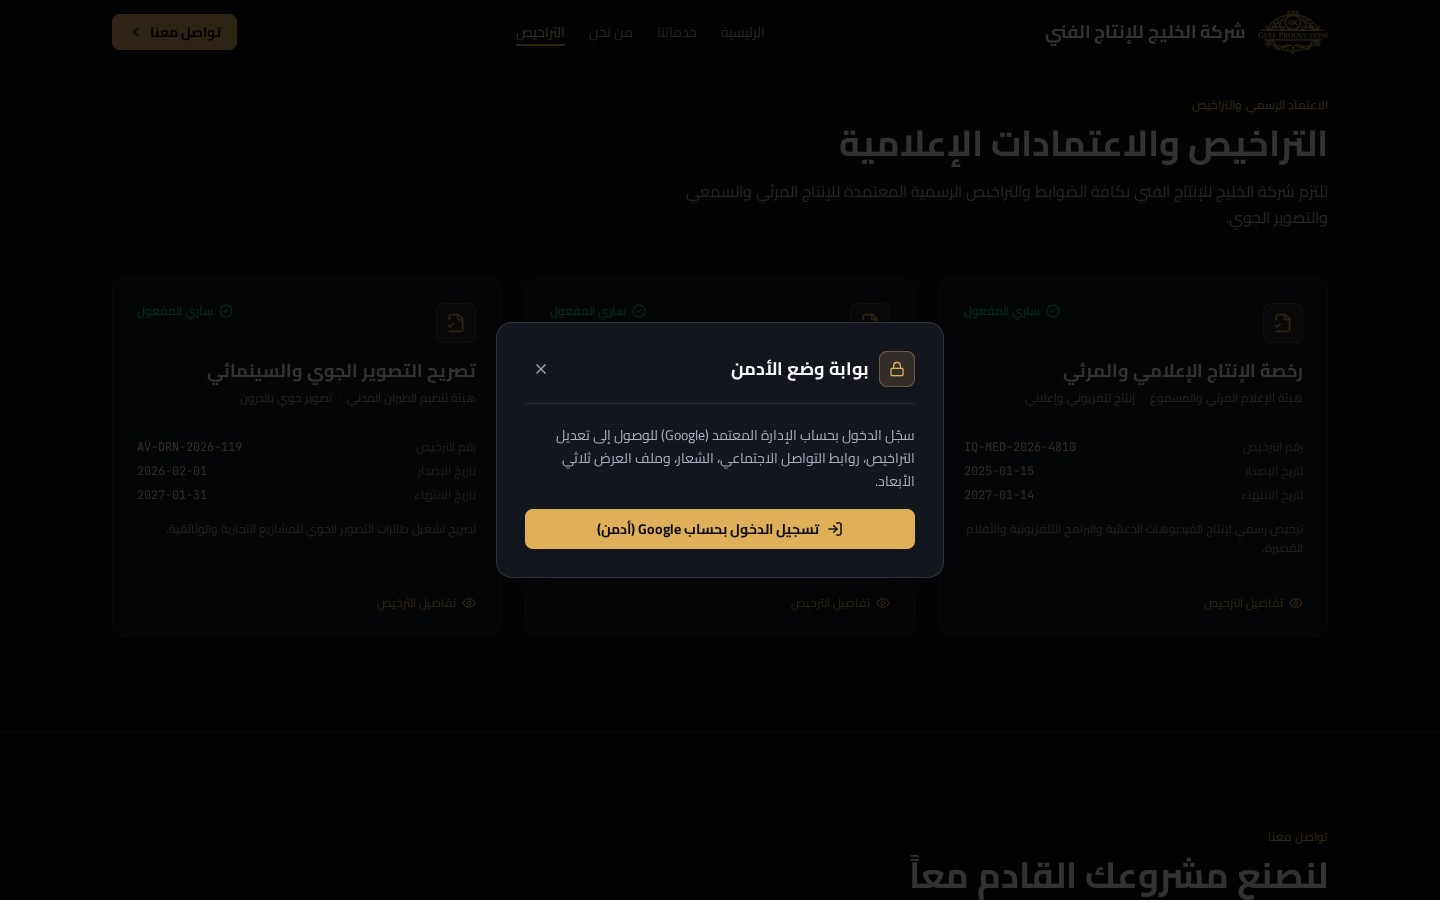 شركة الخليج للإنتاج الفني
الرئيسية
خدماتنا
من نحن
التراخيص
تواصل معنا
الاعتماد الرسمي والتراخيص
التراخيص والاعتمادات الإعلامية
تلتزم شركة الخليج للإنتاج الفني بكافة الضوابط والتراخيص الرسمية المعتمدة للإنتاج المرئي والسمعي
والتصوير الجوي.
ساري المفعول
رخصة الإنتاج الإعلامي والمرئي
هيئة الإعلام المرئي والمسموع · إنتاج تلفزيوني وإعلاني
رقم الترخيص IQ-MED-2026-4810
تاريخ الإصدار 2025-01-15
تاريخ الانتهاء 2027-01-14
ترخيص رسمي لإنتاج الفيديوهات الدعائية والبرامج التلفزيونية والأفلام
القصيرة.
تفاصيل الترخيص
ساري المفعول
تفاصيل الترخيص
ساري المفعول
تصريح التصوير الجوي والسينمائي
هيئة تنظيم الطيران المدني · تصوير جوي بالدرون
رقم الترخيص AV-DRN-2026-119
تاريخ الإصدار 2026-02-01
تاريخ الانتهاء 2027-01-31
تصريح تشغيل طائرات التصوير الجوي للمشاريع التجارية والوثائقية.
تفاصيل الترخيص
بوابة وضع الأدمن
سجّل الدخول بحساب الإدارة المعتمد (Google) للوصول إلى تعديل
التراخيص، روابط التواصل الاجتماعي، الشعار، وملف العرض ثلاثي
الأبعاد.
تسجيل الدخول بحساب Google (أدمن)
تواصل معنا
لنصنع مشروعك القادم معاً